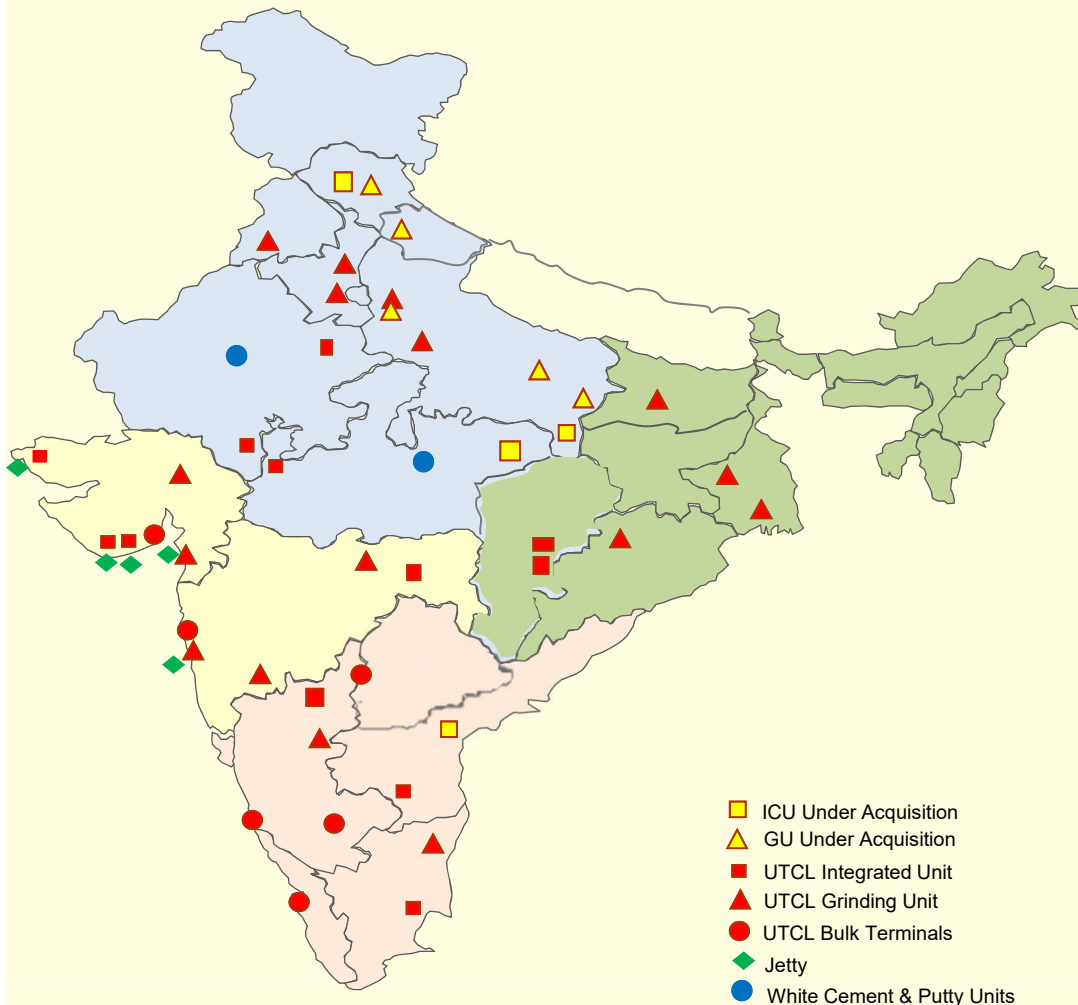 ICU Under Acquisition
GU Under Acquisition
UTCL Integrated Unit
UTCL Grinding Unit
UTCL Bulk Terminals
Jetty
White Cement & Putty Units